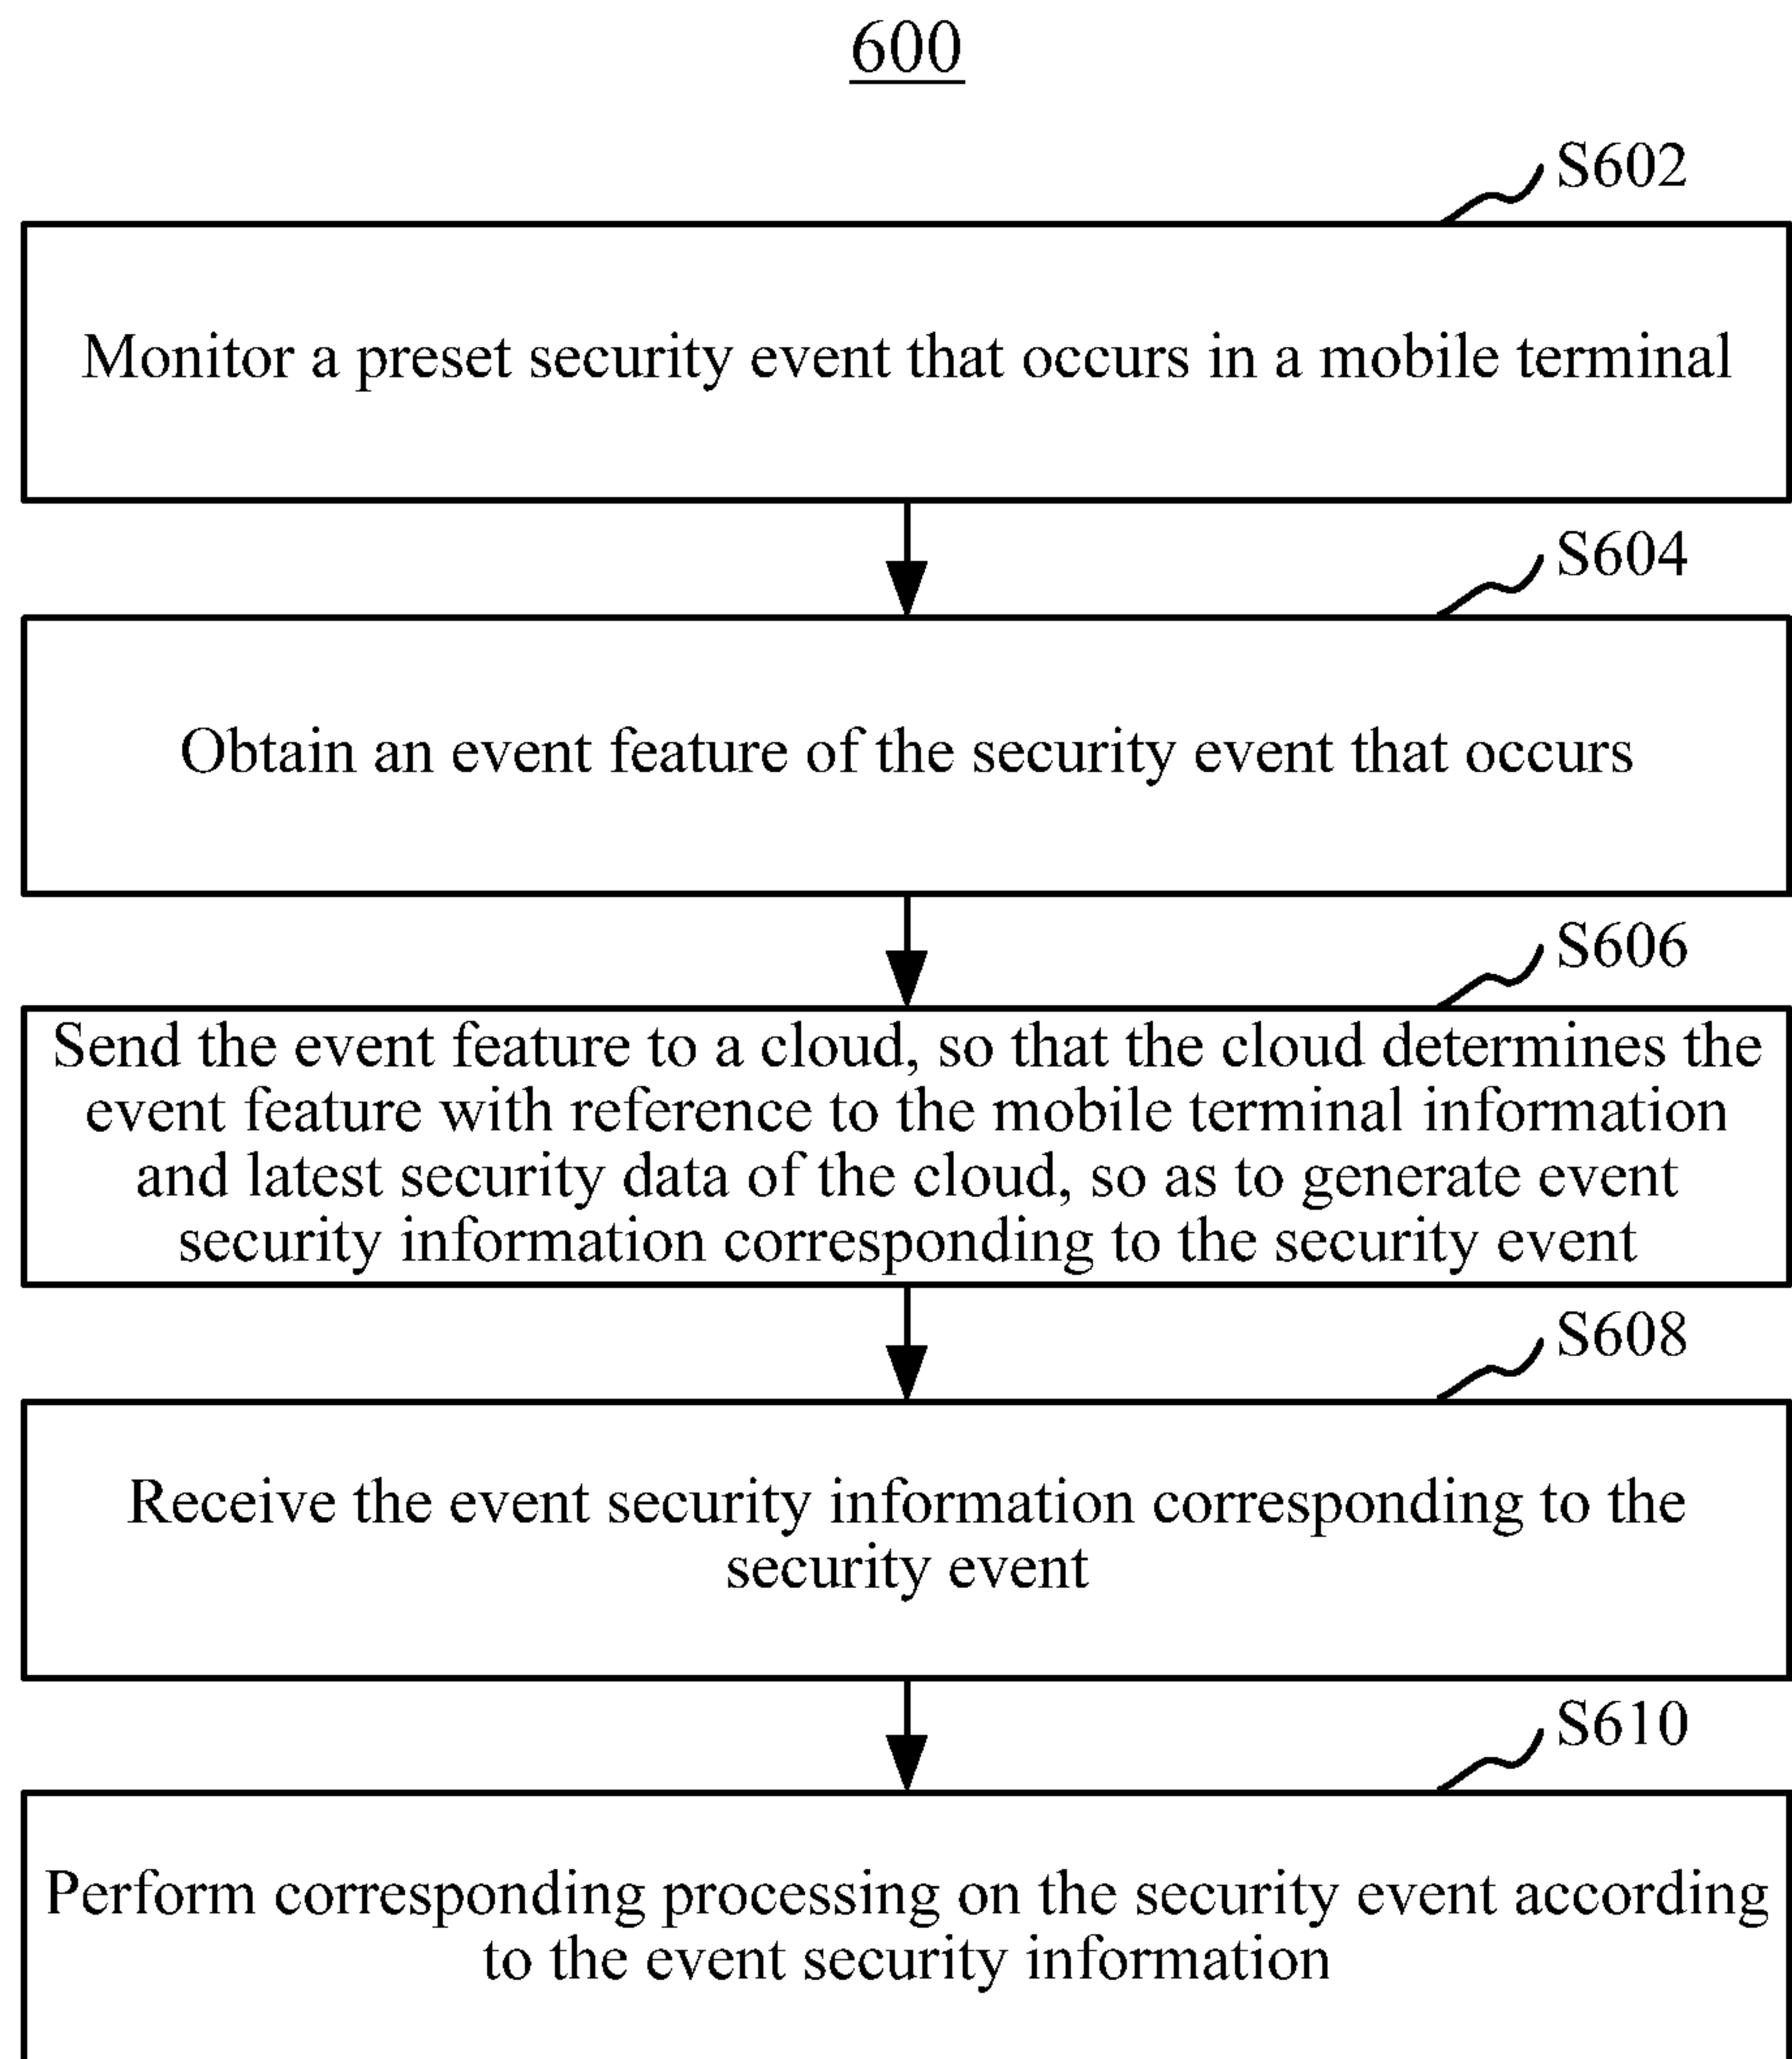 600
S602
Monitor a preset security event that occurs in a mobile terminal
S604
Obtain an event feature of the security event that occurs
S606
Send the event feature to a cloud, so that the cloud determines the
event feature with reference to the mobile terminal information
and latest security data of the cloud, so as to generate event
security information corresponding to the security event
S608
Receive the event security information corresponding to the
security event
S610
Perform corresponding processing on the security event according
to the event security information